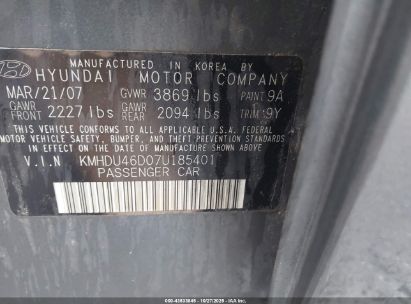 MANUFACTURED IN KOREA BY
HYUNDAI MOTOR COMPANY
MAR/21/07 GVWR 3869 lbs PAINT 9A
GAWR FRONT 2227 lbs GAWR REAR 2094 lbs TRIM 9Y
THIS VEHICLE CONFORMS TO ALL APPLICABLE U.S.A. FEDERAL
MOTOR VEHICLE SAFETY, BUMPER, AND THEFT PREVENTION STANDARDS
IN EFFECT ON THE DATE OF MANUFACTURE SHOWN ABOVE.
V.I.N KMHDU46D07U185401
PASSENGER CAR